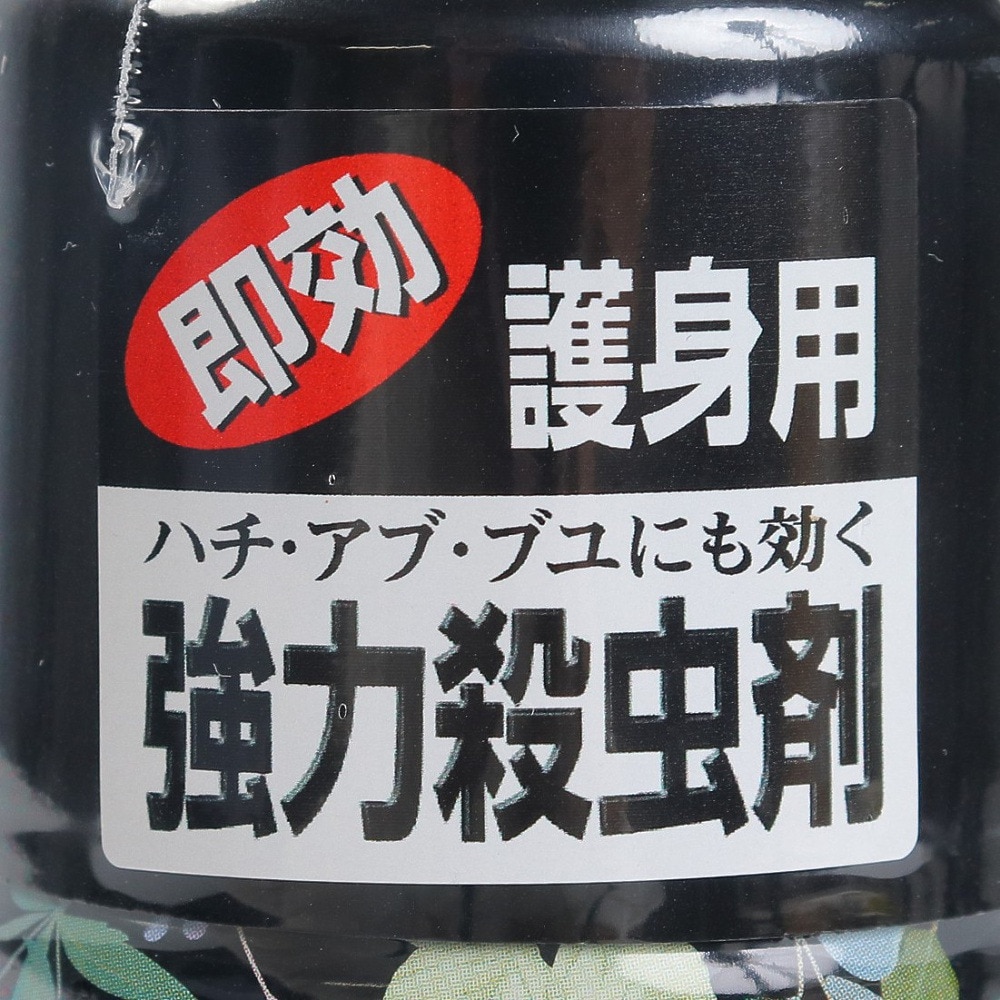 即効
護身用
ハチ・アブ・ブユにも効く
強力殺虫剤